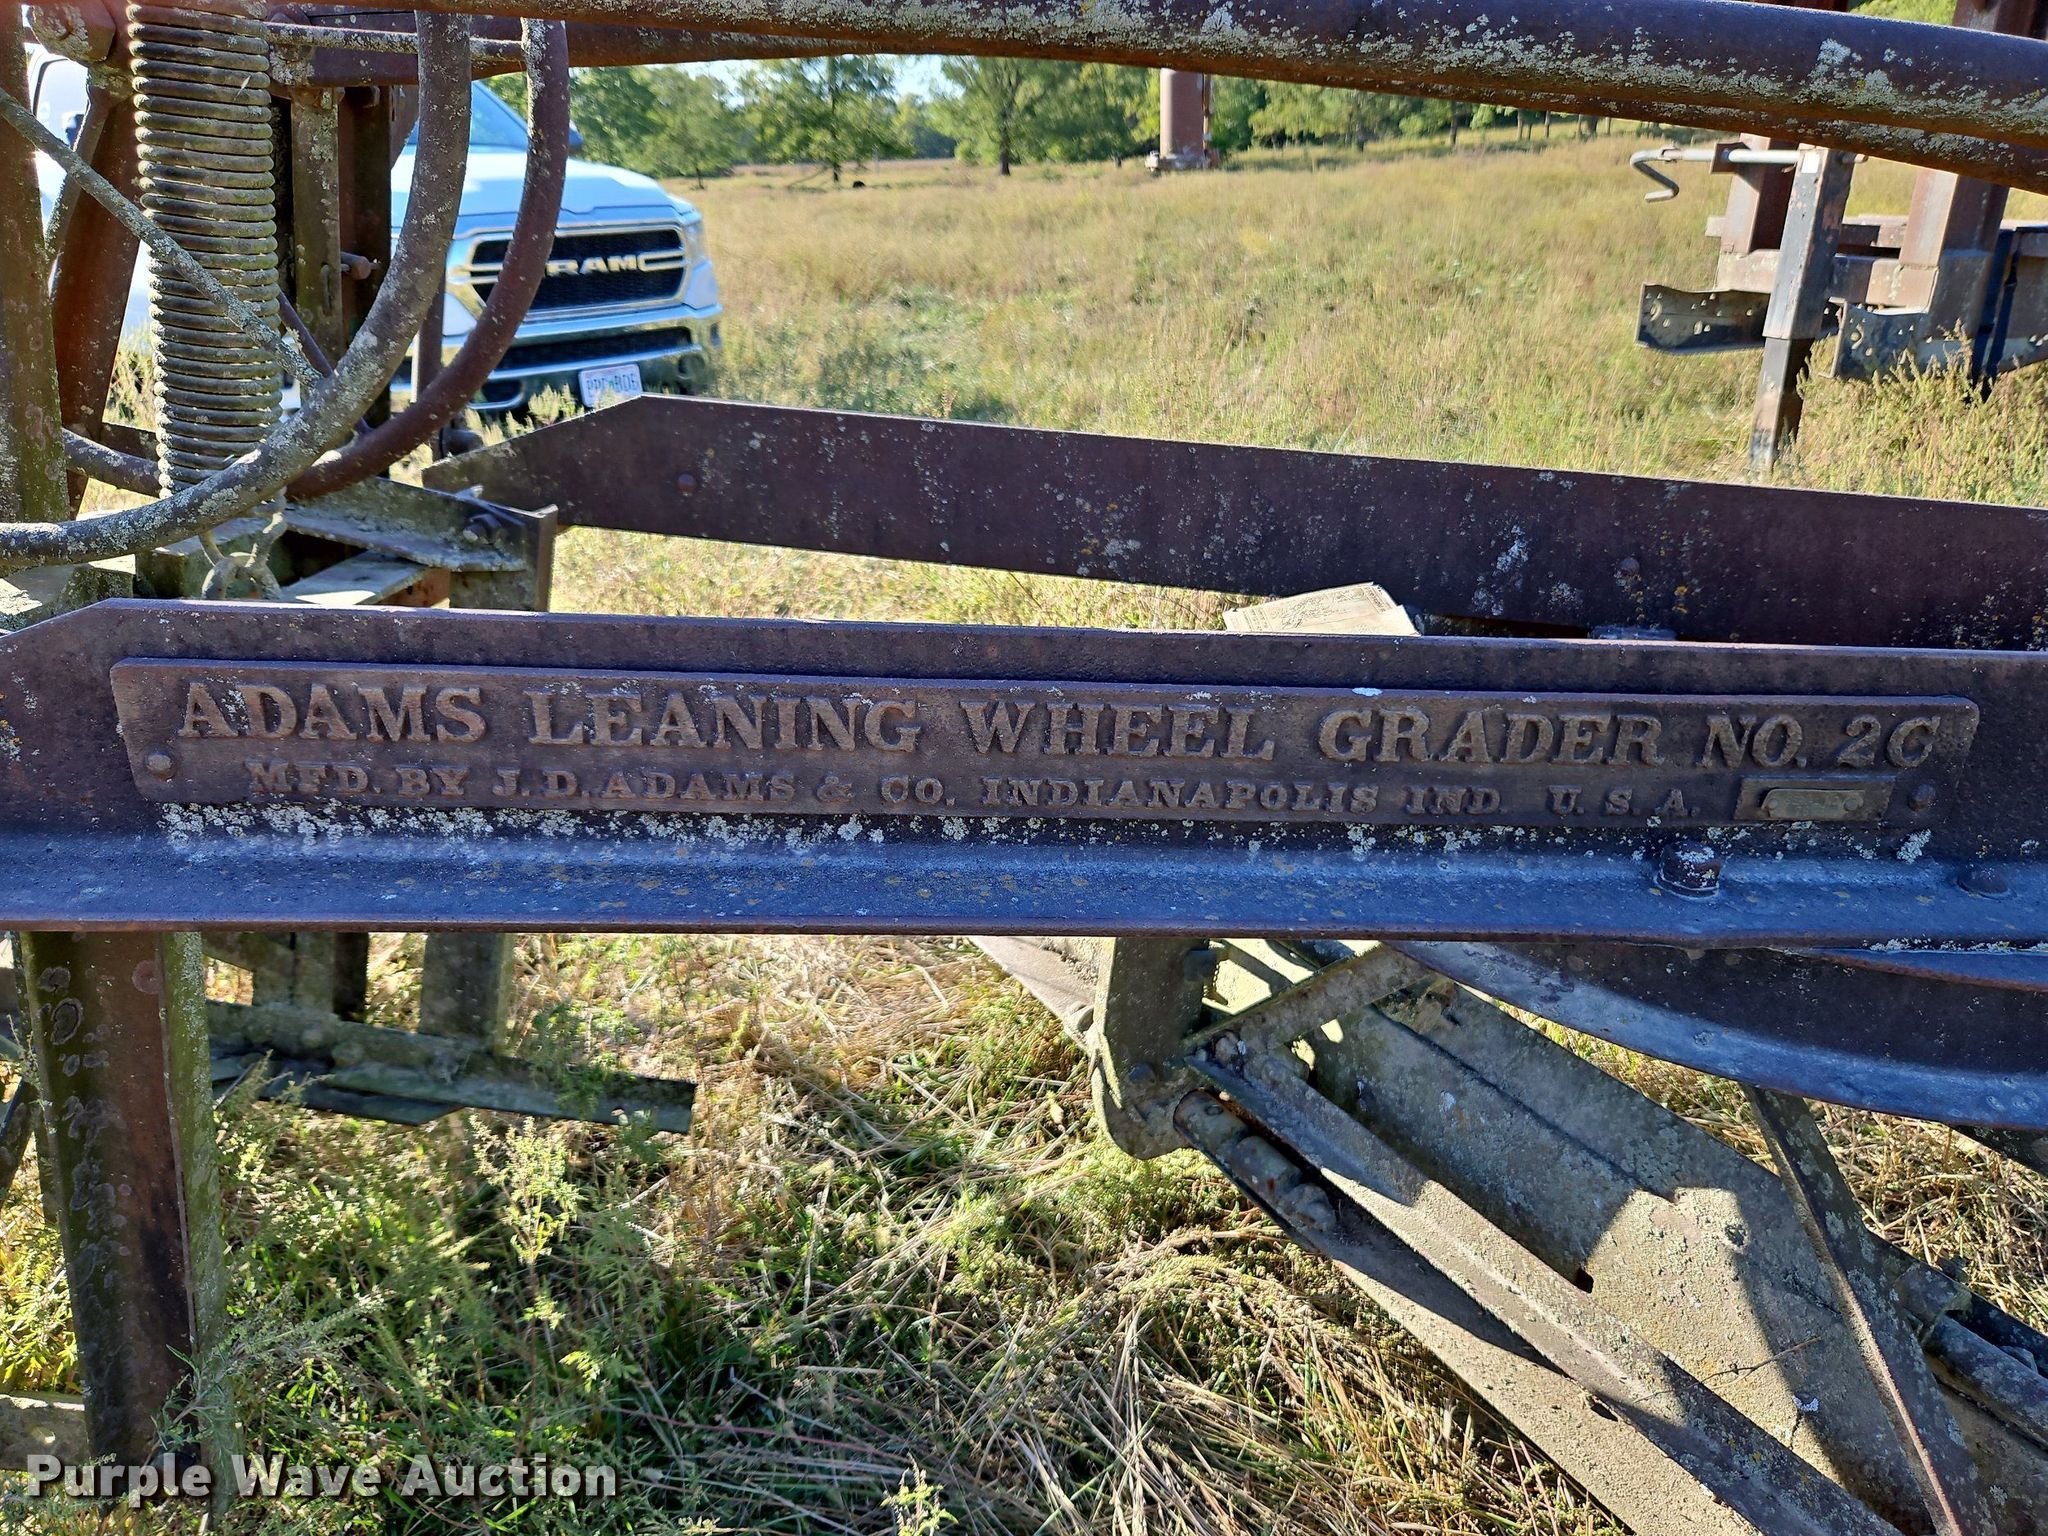 RAM
ADAMS LEANING WHEEL GRADER NO. 2C
MFD. BY J. D. ADAMS & CO. INDIANAPOLIS IND. U. S. A.
Purple Wave Auction